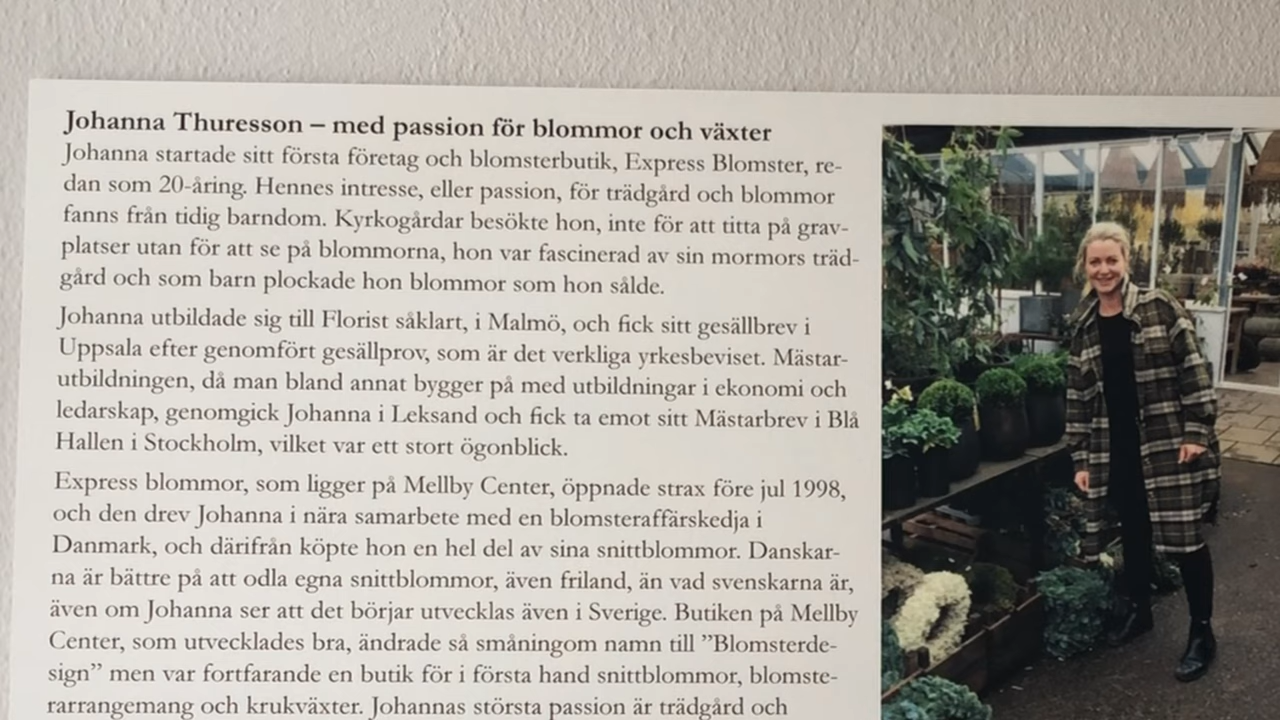 Johanna Thuresson – med passion för blommor och växter
Johanna startade sitt första företag och blomsterbutik, Express Blomster, re-
dan som 20-åring. Hennes intresse, eller passion, för trädgård och blommor
fanns från tidig barndom. Kyrkogårdar besökte hon, inte för att titta på grav-
platser utan för att se på blommorna, hon var fascinerad av sin mormors träd-
gård och som barn plockade hon blommor som hon sålde.
Johanna utbildade sig till Florist såklart, i Malmö, och fick sitt gesällbrev i
Uppsala efter genomfört gesällprov, som är det verkliga yrkesbeviset. Mästar-
utbildningen, då man bland annat bygger på med utbildningar i ekonomi och
ledarskap, genomgick Johanna i Leksand och fick ta emot sitt Mästarbrev i Blå
Hallen i Stockholm, vilket var ett stort ögonblick.
Express blommor, som ligger på Mellby Center, öppnade strax före jul 1998,
och den drev Johanna i nära samarbete med en blomsteraffärskedja i
Danmark, och därifrån köpte hon en hel del av sina snittblommor. Danskar-
na är bättre på att odla egna snittblommor, även friland, än vad svenskarna är,
även om Johanna ser att det börjar utvecklas även i Sverige. Butiken på Mellby
Center, som utvecklades bra, ändrade så småningom namn till ”Blomsterde-
sign” men var fortfarande en butik för i första hand snittblommor, blomste-
rarrangemang och krukväxter. Johannas största passion är trädgård och